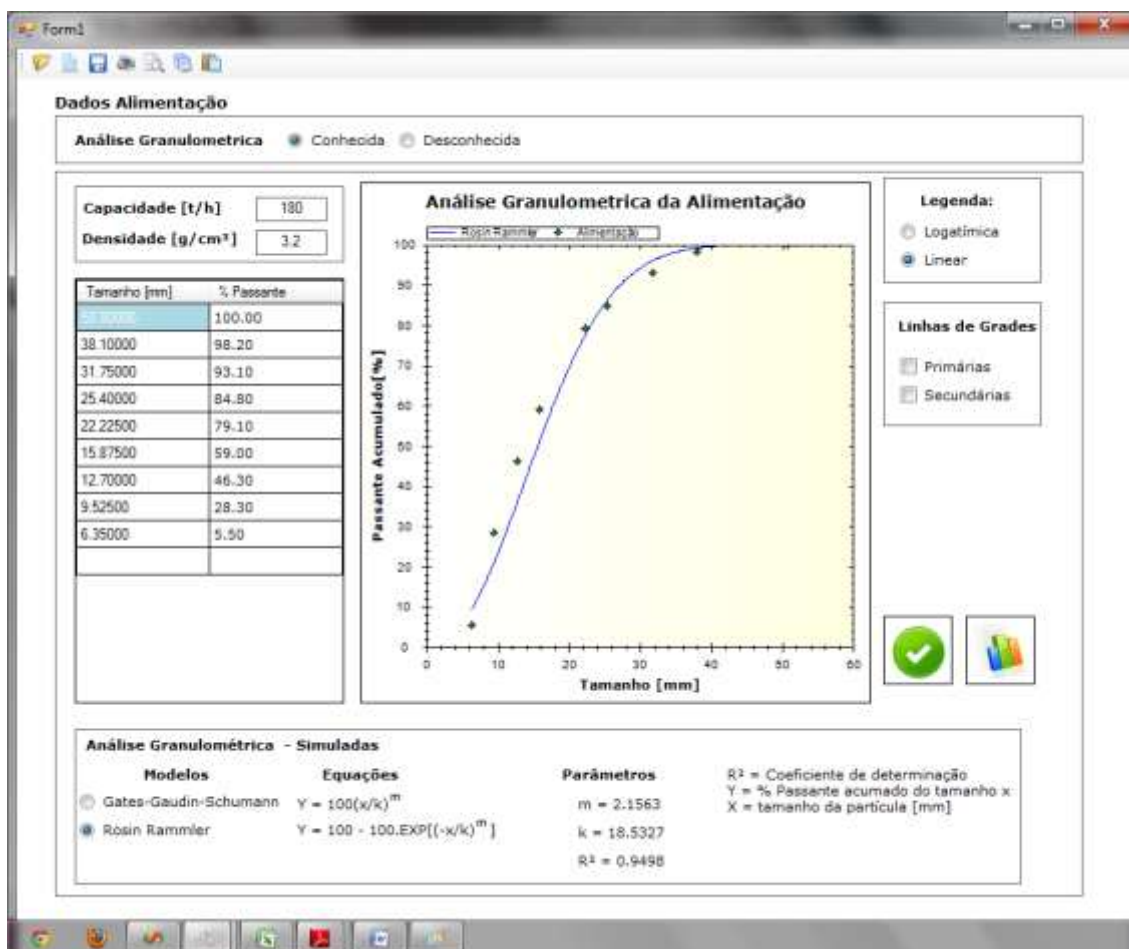 Form1
Dados Alimentação
Análise Granulometrica Conhecida Desconhecida
Capacidade [t/h] 180
Densidade [g/cm³] 3.2
Tamanho [mm] % Passante
50.80000 100.00
38.10000 98.20
31.75000 93.10
25.40000 84.80
22.22500 79.10
15.87500 59.00
12.70000 46.30
9.52500 28.30
6.35000 5.50
Análise Granulometrica da Alimentação
Rosin Rammler Alimentação
Passante Acumulado[%]
100
90
80
70
60
50
40
30
20
10
0
0 10 20 30 40 50 60
Tamanho [mm]
Legenda:
Logatímica
Linear
Linhas de Grades
Primárias
Secundárias
Análise Granulométrica - Simuladas
Modelos Equações Parâmetros
Gates-Gaudin-Schumann Y = 100(x/k)^m m = 2.1563
Rosin Rammler Y = 100 - 100.EXP[(-x/k)^m] k = 18.5327
R² = 0.9498
R² = Coeficiente de determinação
Y = % Passante acumado do tamanho x
X = tamanho da partícula [mm]